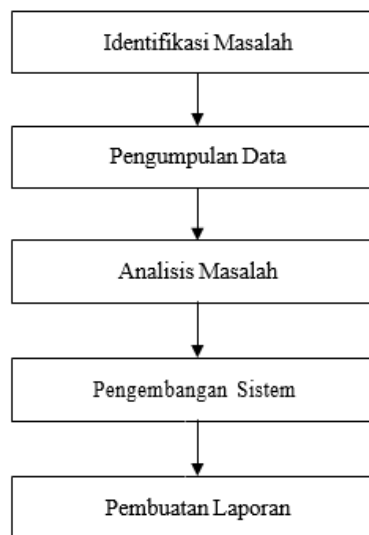 Identifikasi Masalah
Pengumpulan Data
Analisis Masalah
Pengembangan Sistem
Pembuatan Laporan